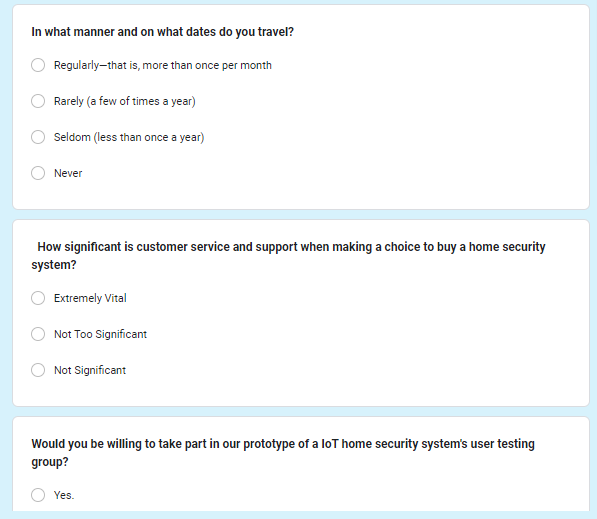 In what manner and on what dates do you travel?
Regularly—that is, more than once per month
Rarely (a few of times a year)
Seldom (less than once a year)
Never
How significant is customer service and support when making a choice to buy a home security
system?
Extremely Vital
Not Too Significant
Not Significant
Would you be willing to take part in our prototype of a IoT home security system's user testing
group?
Yes.